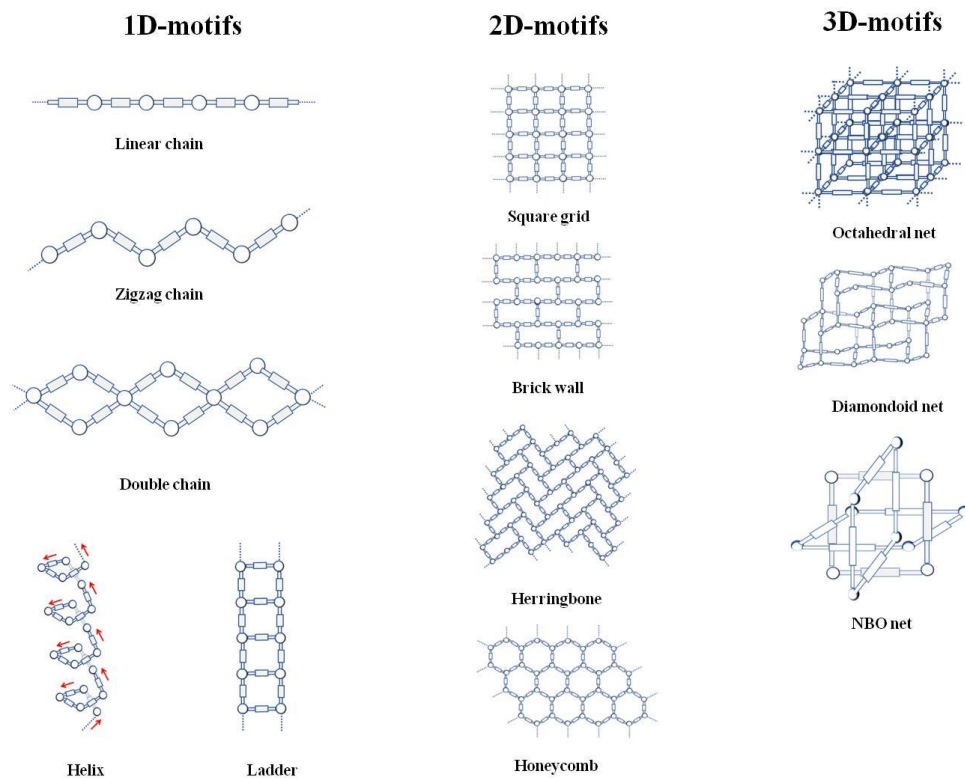 1D-motifs
Linear chain
Zigzag chain
Double chain
Helix
Ladder
2D-motifs
Square grid
Brick wall
Herringbone
Honeycomb
3D-motifs
Octahedral net
Diamondoid net
NBO net